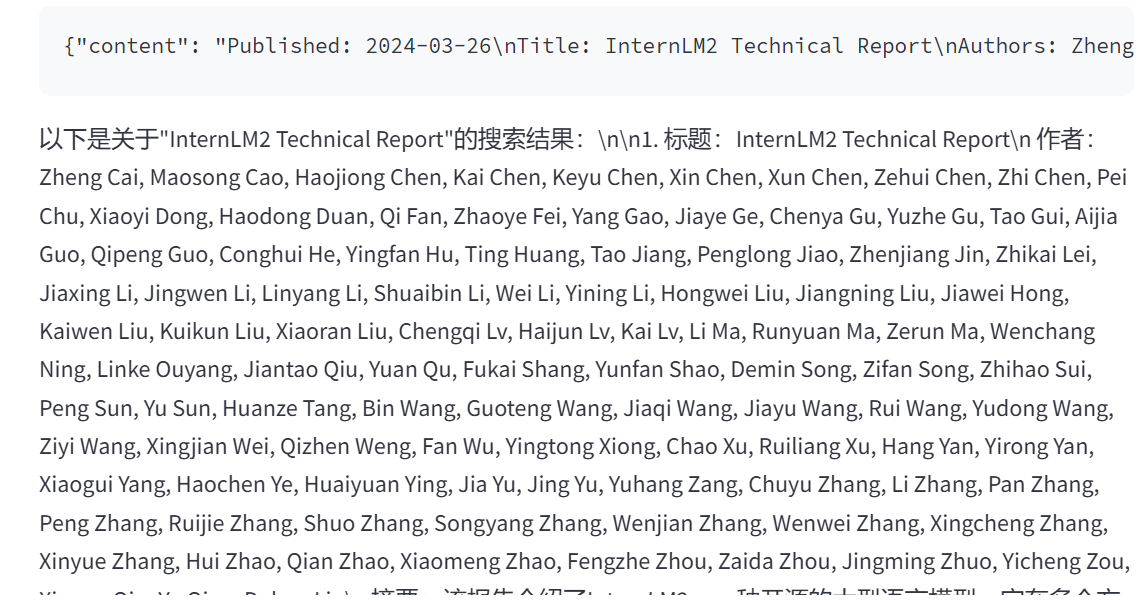 {"content": "Published: 2024-03-26\nTitle: InternLM2 Technical Report\nAuthors: Zheng
以下是关于"InternLM2 Technical Report"的搜索结果：\n\n1. 标题：InternLM2 Technical Report\n 作者：
Zheng Cai, Maosong Cao, Haojiong Chen, Kai Chen, Keyu Chen, Xin Chen, Xun Chen, Zehui Chen, Zhi Chen, Pei
Chu, Xiaoyi Dong, Haodong Duan, Qi Fan, Zhaoye Fei, Yang Gao, Jiaye Ge, Chenya Gu, Yuzhe Gu, Tao Gui, Aijia
Guo, Qipeng Guo, Conghui He, Yingfan Hu, Ting Huang, Tao Jiang, Penglong Jiao, Zhenjiang Jin, Zhikai Lei,
Jiaxing Li, Jingwen Li, Linyang Li, Shuaibin Li, Wei Li, Yining Li, Hongwei Liu, Jiangning Liu, Jiawei Hong,
Kaiwen Liu, Kuikun Liu, Xiaoran Liu, Chengqi Lv, Haijun Lv, Kai Lv, Li Ma, Runyuan Ma, Zerun Ma, Wenchang
Ning, Linke Ouyang, Jiantao Qiu, Yuan Qu, Fukai Shang, Yunfan Shao, Demin Song, Zifan Song, Zhihao Sui,
Peng Sun, Yu Sun, Huanze Tang, Bin Wang, Guoteng Wang, Jiaqi Wang, Jiayu Wang, Rui Wang, Yudong Wang,
Ziyi Wang, Xingjian Wei, Qizhen Weng, Fan Wu, Yingtong Xiong, Chao Xu, Ruiliang Xu, Hang Yan, Yirong Yan,
Xiaogui Yang, Haochen Ye, Huaiyuan Ying, Jia Yu, Jing Yu, Yuhang Zang, Chuyu Zhang, Li Zhang, Pan Zhang,
Peng Zhang, Ruijie Zhang, Shuo Zhang, Songyang Zhang, Wenjian Zhang, Wenwei Zhang, Xingcheng Zhang,
Xinyue Zhang, Hui Zhao, Qian Zhao, Xiaomeng Zhao, Fengzhe Zhou, Zaida Zhou, Jingming Zhuo, Yicheng Zou,